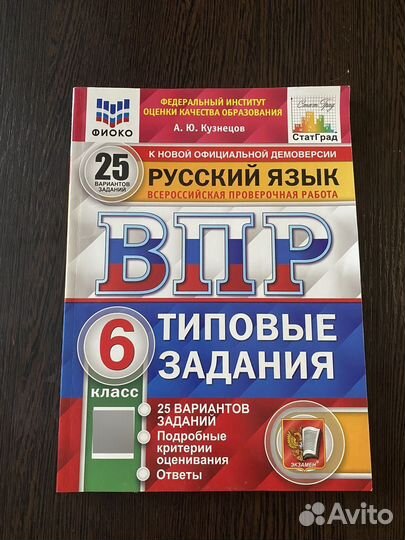 ФЕДЕРАЛЬНЫЙ ИНСТИТУТ
ОЦЕНКИ КАЧЕСТВА ОБРАЗОВАНИЯ
ФИОКО
А. Ю. Кузнецов
СтатГрад
СтатГрад
25
ВАРИАНТОВ
ЗАДАНИЙ
К НОВОЙ ОФИЦИАЛЬНОЙ ДЕМОВЕРСИИ
РУССКИЙ ЯЗЫК
ВСЕРОССИЙСКАЯ ПРОВЕРОЧНАЯ РАБОТА
ВПР
6
КЛАСС
ТИПОВЫЕ
ЗАДАНИЯ
25 ВАРИАНТОВ
ЗАДАНИЙ
Подробные
критерии
оценивания
Ответы
ЭКЗАМЕН
Avito